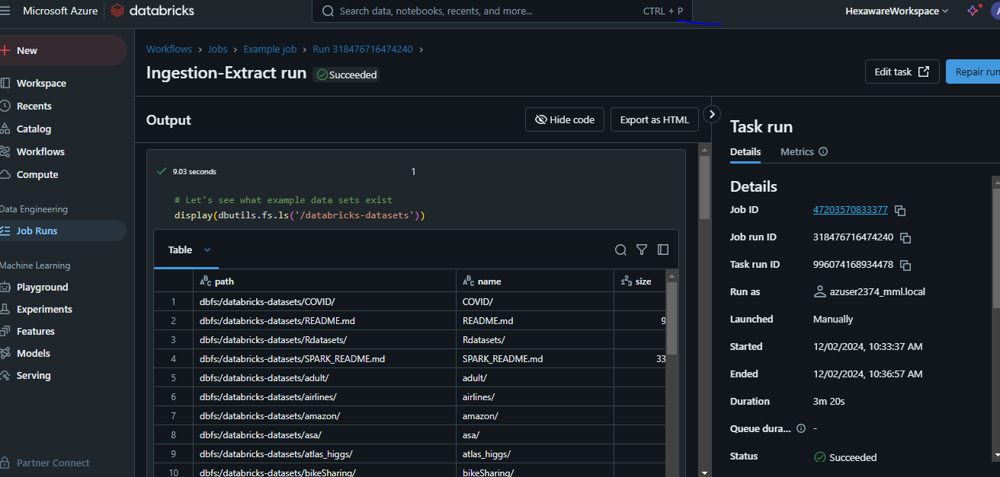 Microsoft Azure databricks Search data, notebooks, recents, and more... CTRL + P HexawareWorkspace
New
Workspace
Recents
Catalog
Workflows
Compute
Data Engineering
Job Runs
Machine Learning
Playground
Experiments
Features
Models
Serving
Partner Connect
Workflows > Jobs > Example job > Run 318476716474240 >
Ingestion-Extract run Succeeded
Edit task Repair run
Output Hide code Export as HTML
9.03 seconds 1
# Let's see what example data sets exist
display(dbutils.fs.ls('/databricks-datasets'))
Table
path name size
1 dbfs:/databricks-datasets/COVID/ COVID/
2 dbfs:/databricks-datasets/README.md README.md 9
3 dbfs:/databricks-datasets/Rdatasets/ Rdatasets/
4 dbfs:/databricks-datasets/SPARK_README.md SPARK_README.md 33
5 dbfs:/databricks-datasets/adult/ adult/
6 dbfs:/databricks-datasets/airlines/ airlines/
7 dbfs:/databricks-datasets/amazon/ amazon/
8 dbfs:/databricks-datasets/asa/ asa/
9 dbfs:/databricks-datasets/atlas_higgs/ atlas_higgs/
10 dbfs:/databricks-datasets/bikeSharing/ bikeSharing/
Task run
Details Metrics
Details
Job ID 47203570833377
Job run ID 318476716474240
Task run ID 996074168934478
Run as azuser2374_mml.local
Launched Manually
Started 12/02/2024, 10:33:37 AM
Ended 12/02/2024, 10:36:57 AM
Duration 3m 20s
Queue dura... -
Status Succeeded